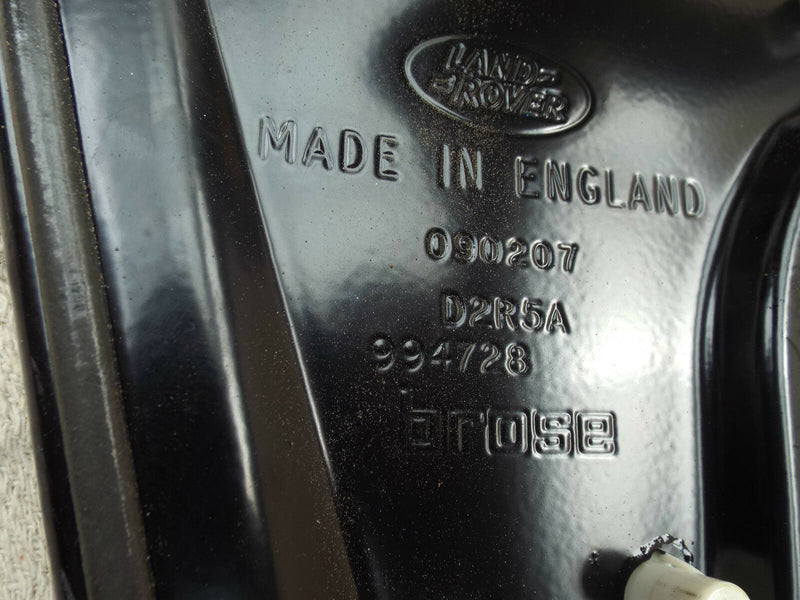 LAND
ROVER
MADE IN ENGLAND
090207
D2R5A
994728
brose